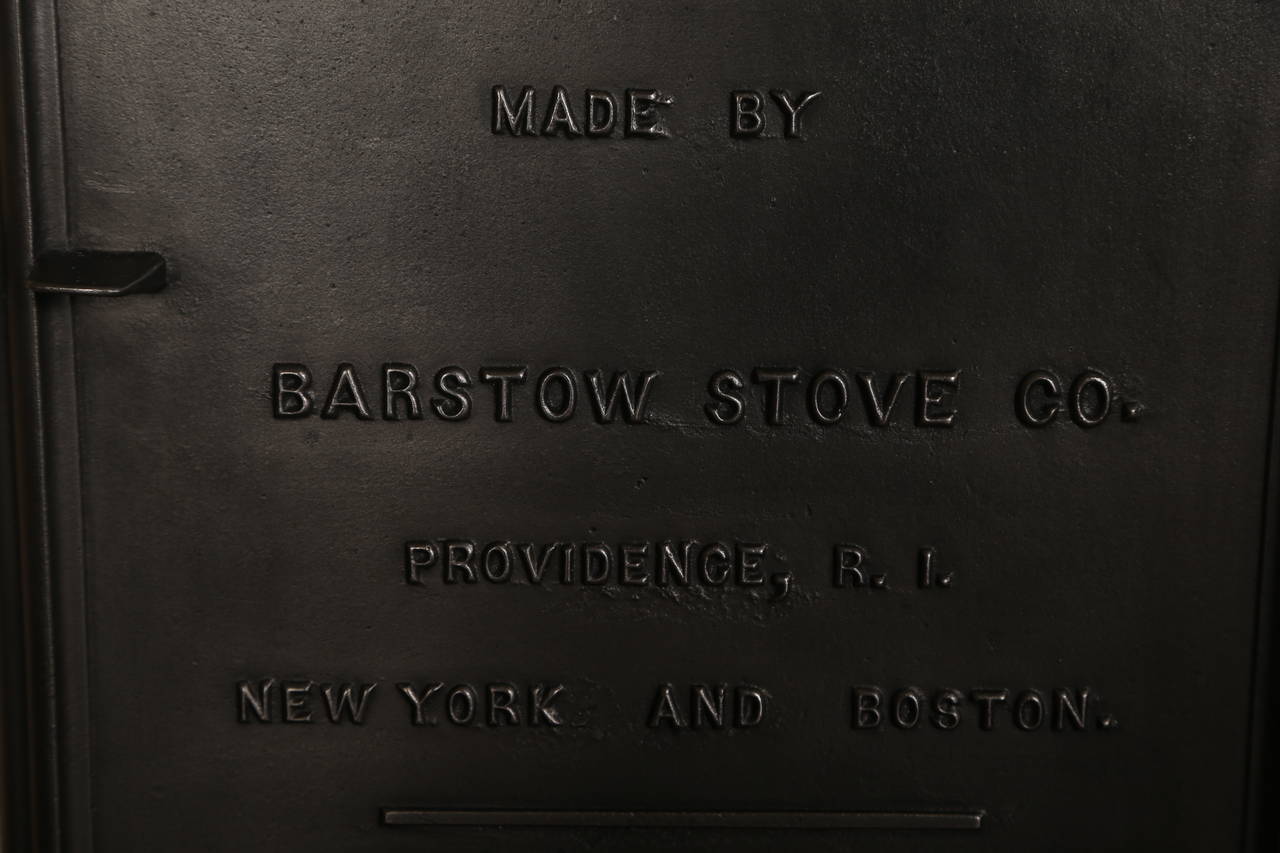 MADE BY
BARSTOW STOVE CO.
PROVIDENCE, R. I.
NEW YORK AND BOSTON.